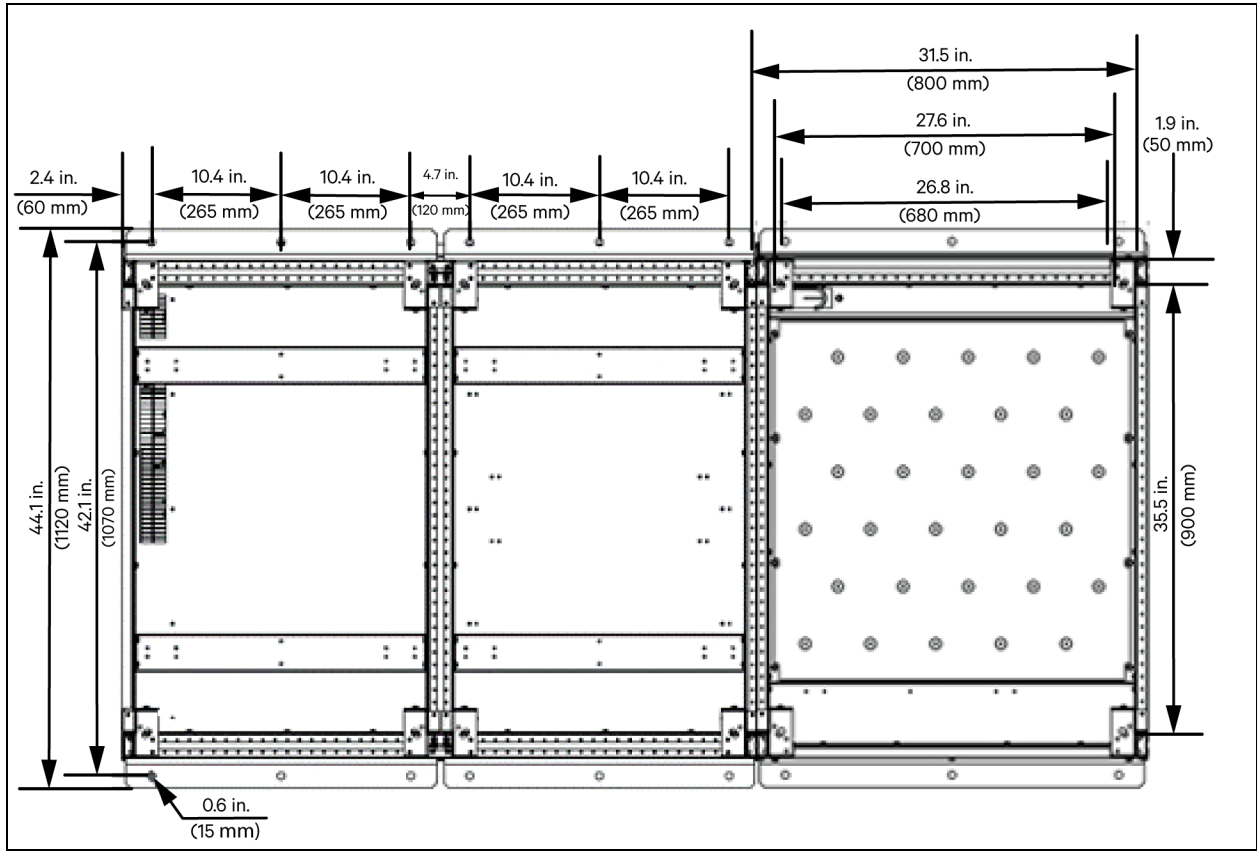 31.5 in.
(800 mm)
27.6 in.
(700 mm)
1.9 in.
(50 mm)
2.4 in.
(60 mm)
10.4 in.
(265 mm)
10.4 in.
(265 mm)
4.7 in.
(120 mm)
10.4 in.
(265 mm)
10.4 in.
(265 mm)
26.8 in.
(680 mm)
44.1 in.
(1120 mm)
42.1 in.
(1070 mm)
35.5 in.
(900 mm)
0.6 in.
(15 mm)